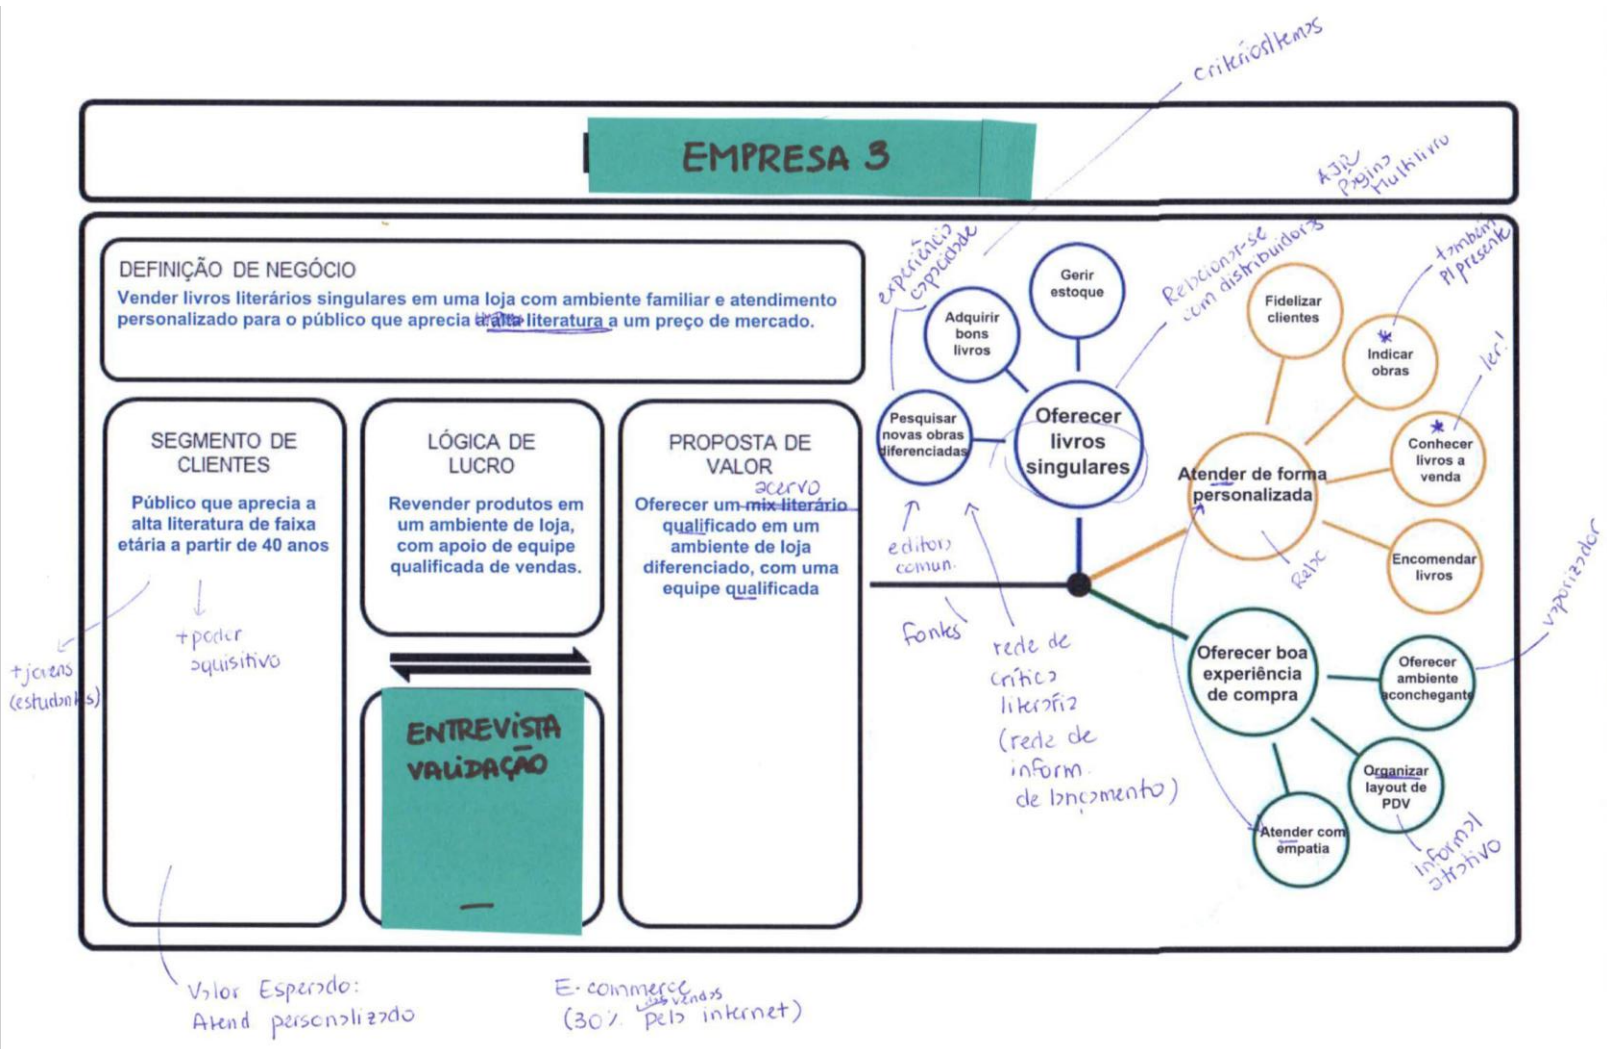 critérios/temas
EMPRESA 3
AJR
Página
Multilivro
DEFINIÇÃO DE NEGÓCIO
Vender livros literários singulares em uma loja com ambiente familiar e atendimento
personalizado para o público que aprecia a alta literatura a um preço de mercado.
SEGMENTO DE
CLIENTES
Público que aprecia a
alta literatura de faixa
etária a partir de 40 anos
+ jovens
(estudantes)
+ poder
aquisitivo
Valor Esperado:
Atend personalizado
LÓGICA DE
LUCRO
Revender produtos em
um ambiente de loja,
com apoio de equipe
qualificada de vendas.
ENTREVISTA
VALIDAÇÃO
PROPOSTA DE
VALOR
acervo
Oferecer um mix literário
qualificado em um
ambiente de loja
diferenciado, com uma
equipe qualificada
E-commerce
das vendas
(30% pela internet)
experiência
capacidade
Adquirir
bons
livros
Gerir
estoque
Pesquisar
novas obras
diferenciadas
Oferecer
livros
singulares
Relacionar-se
com distribuidoras
editora
comun.
Fontes
rede de
crítica
literária
(rede de
inform.
de lançamento)
Fidelizar
clientes
também
p/ presente
* Indicar
obras
ler!
* Conhecer
livros a
venda
Atender de forma
personalizada
Relac
Encomendar
livros
vaporizador
Oferecer boa
experiência
de compra
Oferecer
ambiente
aconchegante
Organizar
layout de
PDV
informal
atrativo
Atender com
empatia